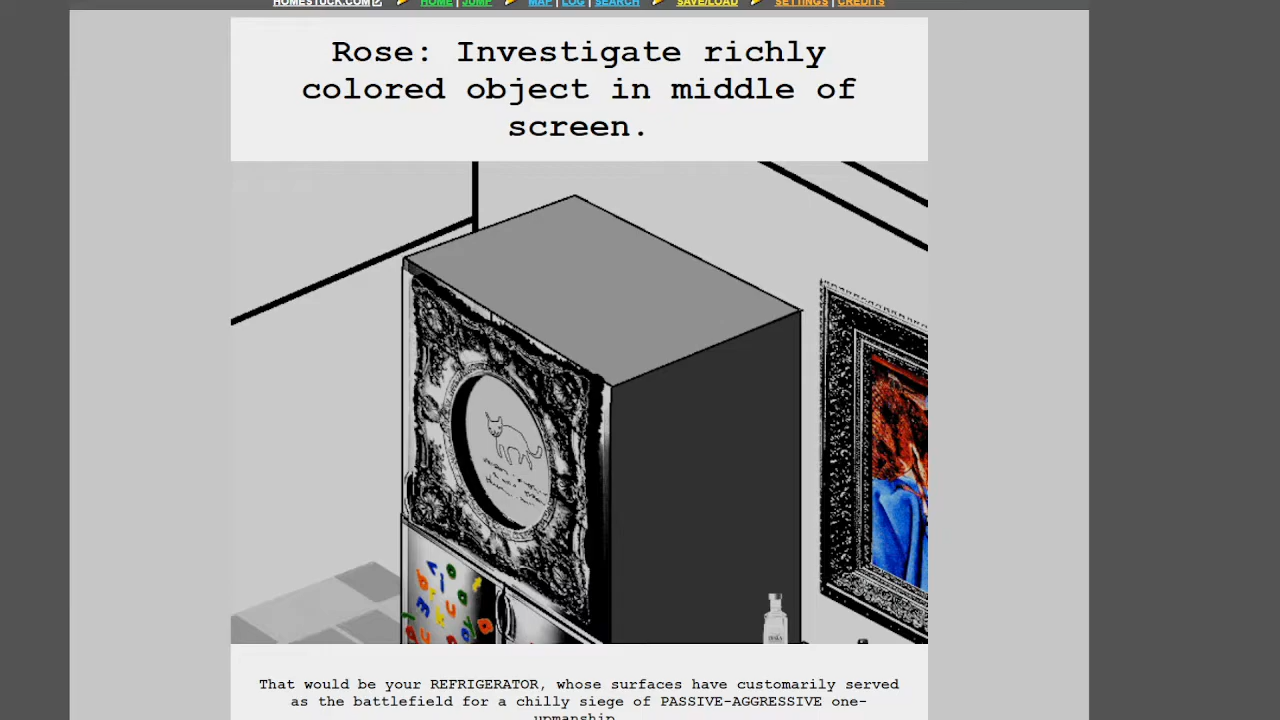 HOMESTUCK.COM HOME | JUMP MAP | LOG | SEARCH SAVE/LOAD SETTINGS | CREDITS
Rose: Investigate richly
colored object in middle of
screen.
That would be your REFRIGERATOR, whose surfaces have customarily served
as the battlefield for a chilly siege of PASSIVE-AGGRESSIVE one-
upmanship.